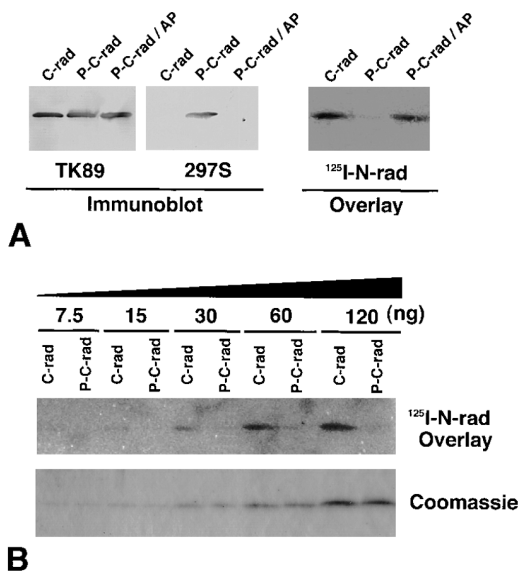 C-rad P-C-rad P-C-rad / AP C-rad P-C-rad P-C-rad / AP C-rad P-C-rad P-C-rad / AP
TK89 297S ¹²⁵I-N-rad
Immunoblot Overlay
A
7.5 15 30 60 120 (ng)
C-rad P-C-rad C-rad P-C-rad C-rad P-C-rad C-rad P-C-rad C-rad P-C-rad
¹²⁵I-N-rad
Overlay
Coomassie
B